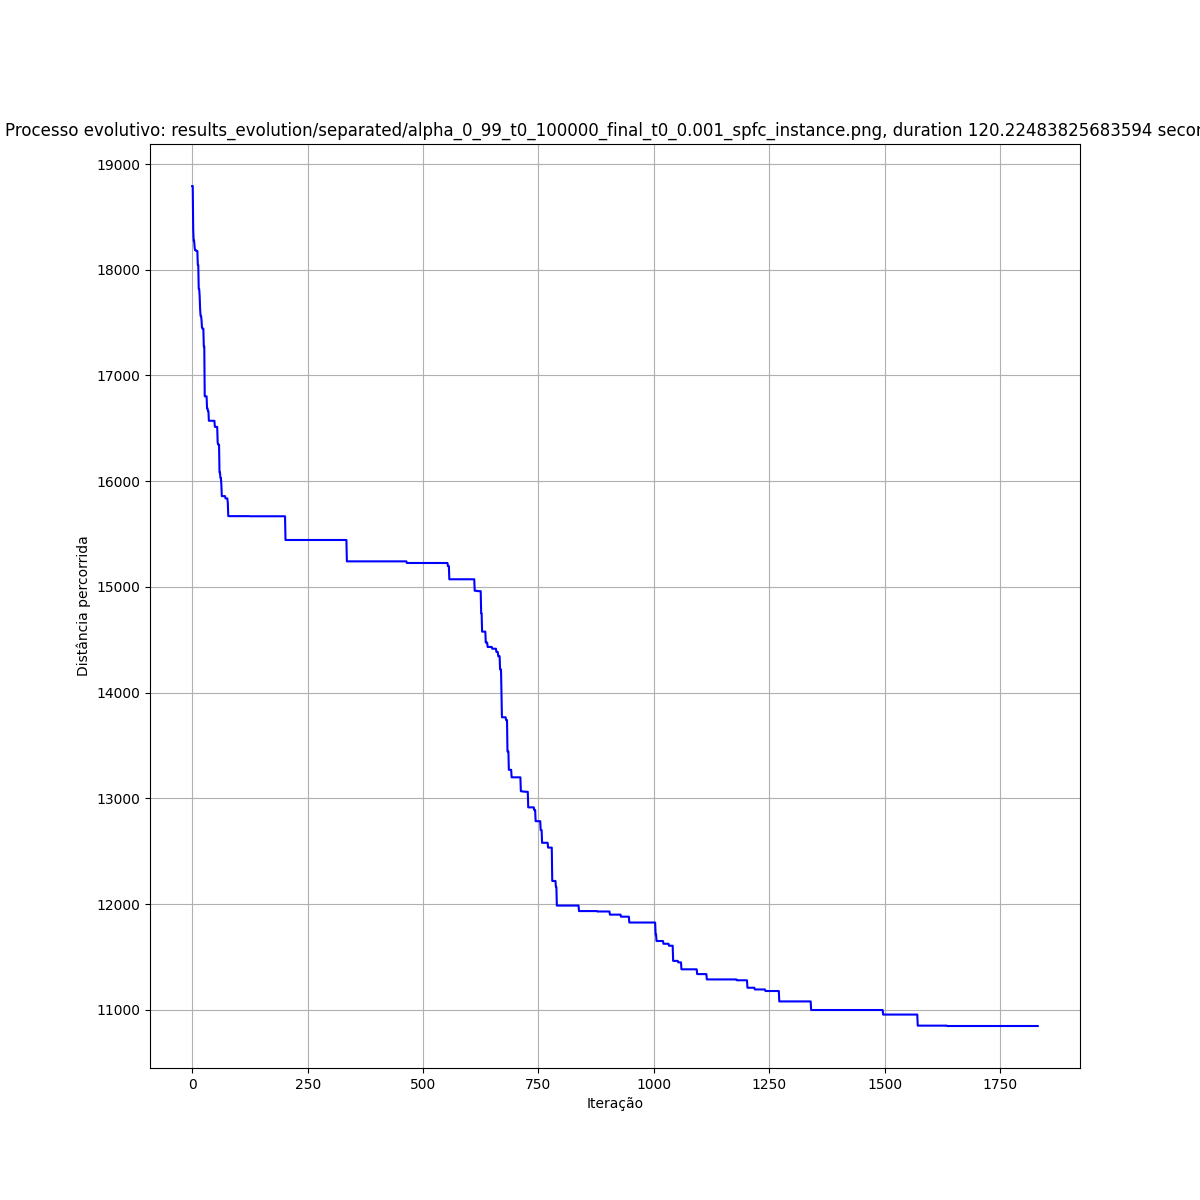 Processo evolutivo: results_evolution/separated/alpha_0_99_t0_100000_final_t0_0.001_spfc_instance.png, duration 120.22483825683594 secon
19000
18000
17000
16000
15000
14000
13000
12000
11000
Distância percorrida
0 250 500 750 1000 1250 1500 1750
Iteração